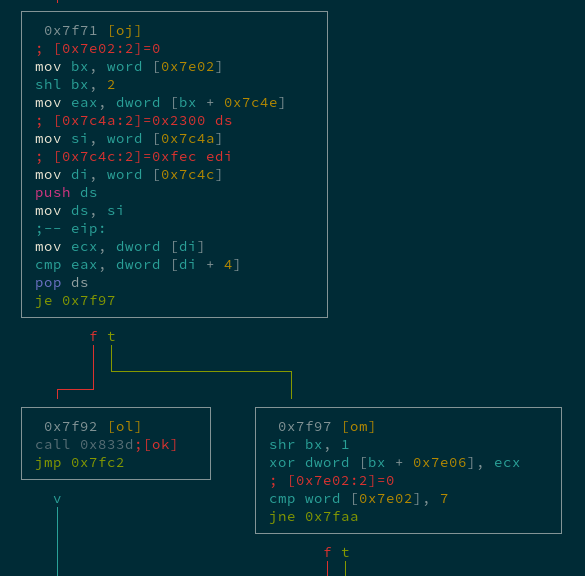 0x7f71 [oj]
; [0x7e02:2]=0
mov bx, word [0x7e02]
shl bx, 2
mov eax, dword [bx + 0x7c4e]
; [0x7c4a:2]=0x2300 ds
mov si, word [0x7c4a]
; [0x7c4c:2]=0xfec edi
mov di, word [0x7c4c]
push ds
mov ds, si
;-- eip:
mov ecx, dword [di]
cmp eax, dword [di + 4]
pop ds
je 0x7f97
f t
0x7f92 [ol]
call 0x833d;[ok]
jmp 0x7fc2
v
0x7f97 [om]
shr bx, 1
xor dword [bx + 0x7e06], ecx
; [0x7e02:2]=0
cmp word [0x7e02], 7
jne 0x7faa
f t